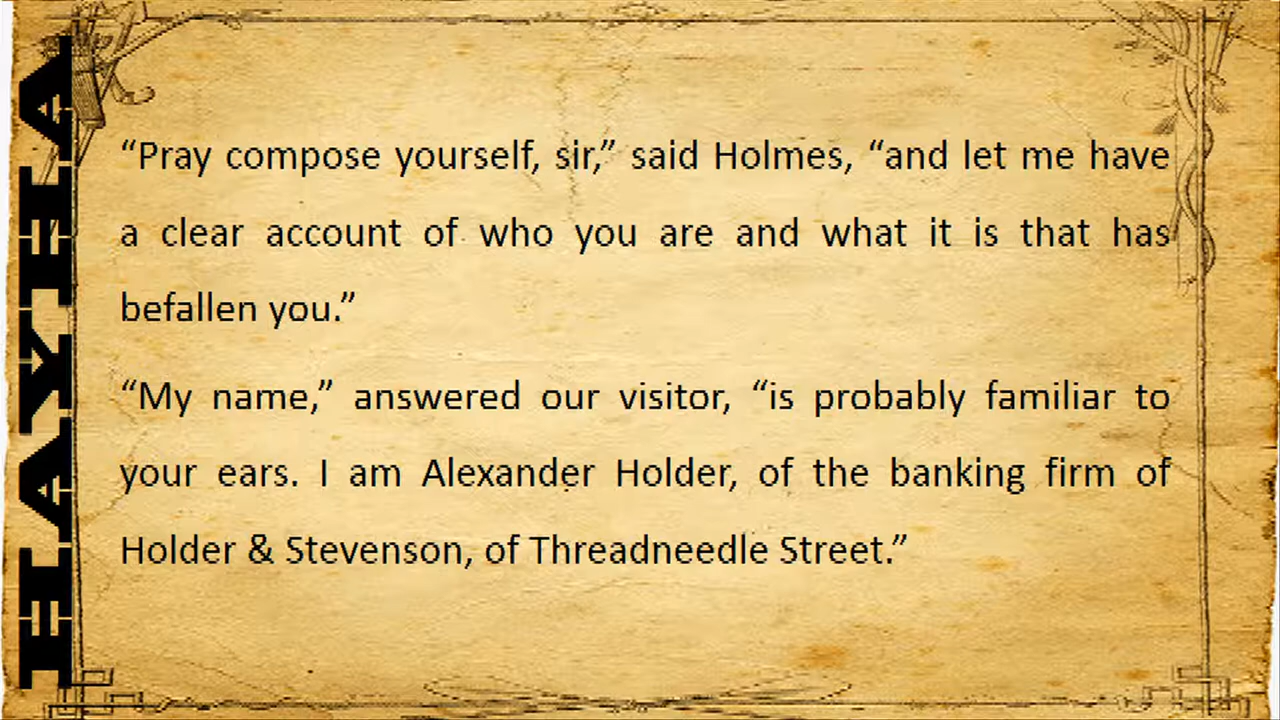 HAYHA
“Pray compose yourself, sir,” said Holmes, “and let me have
a clear account of who you are and what it is that has
befallen you.”
“My name,” answered our visitor, “is probably familiar to
your ears. I am Alexander Holder, of the banking firm of
Holder & Stevenson, of Threadneedle Street.”